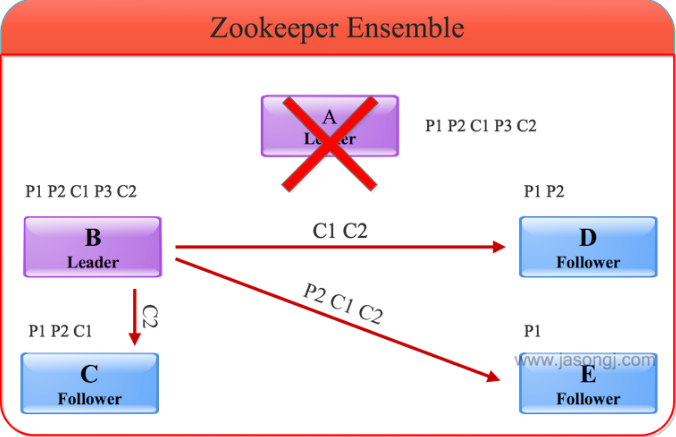 Zookeeper Ensemble
A
Leader
P1 P2 C1 P3 C2
P1 P2 C1 P3 C2
P1 P2
B
Leader
C1 C2
D
Follower
P2 C1 C2
C2
P1 P2 C1
P1
www.jasongj.com
C
Follower
E
Follower